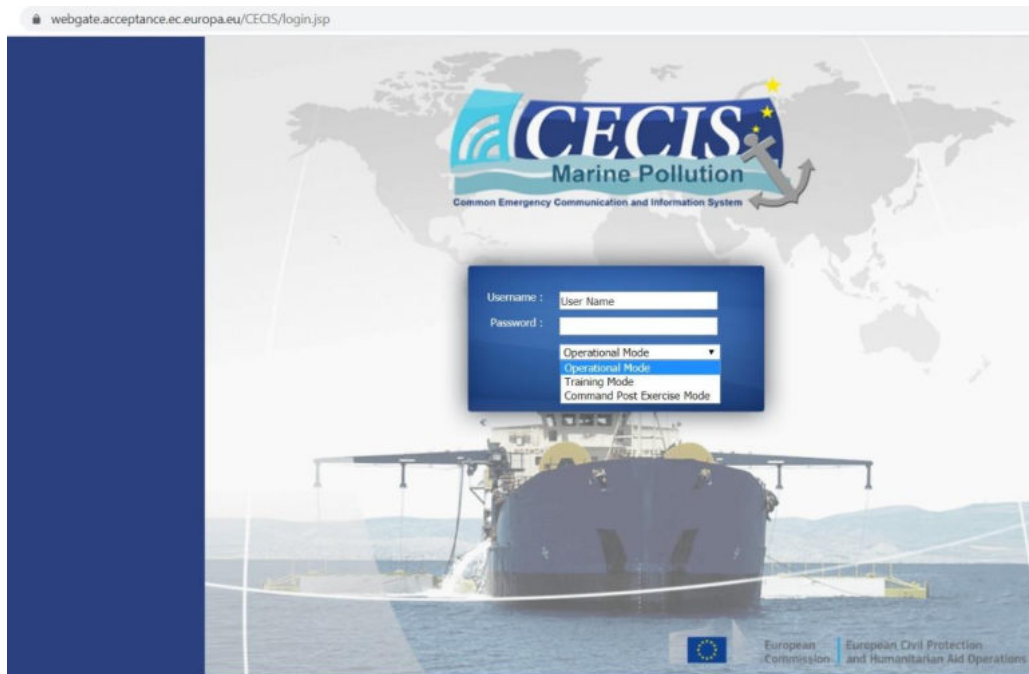 webgate.acceptance.ec.europa.eu/CECIS/login.jsp
CECIS
Marine Pollution
Common Emergency Communication and Information System
Username :
User Name
Password :
Operational Mode
Operational Mode
Training Mode
Command Post Exercise Mode
European Commission
European Civil Protection
and Humanitarian Aid Operations